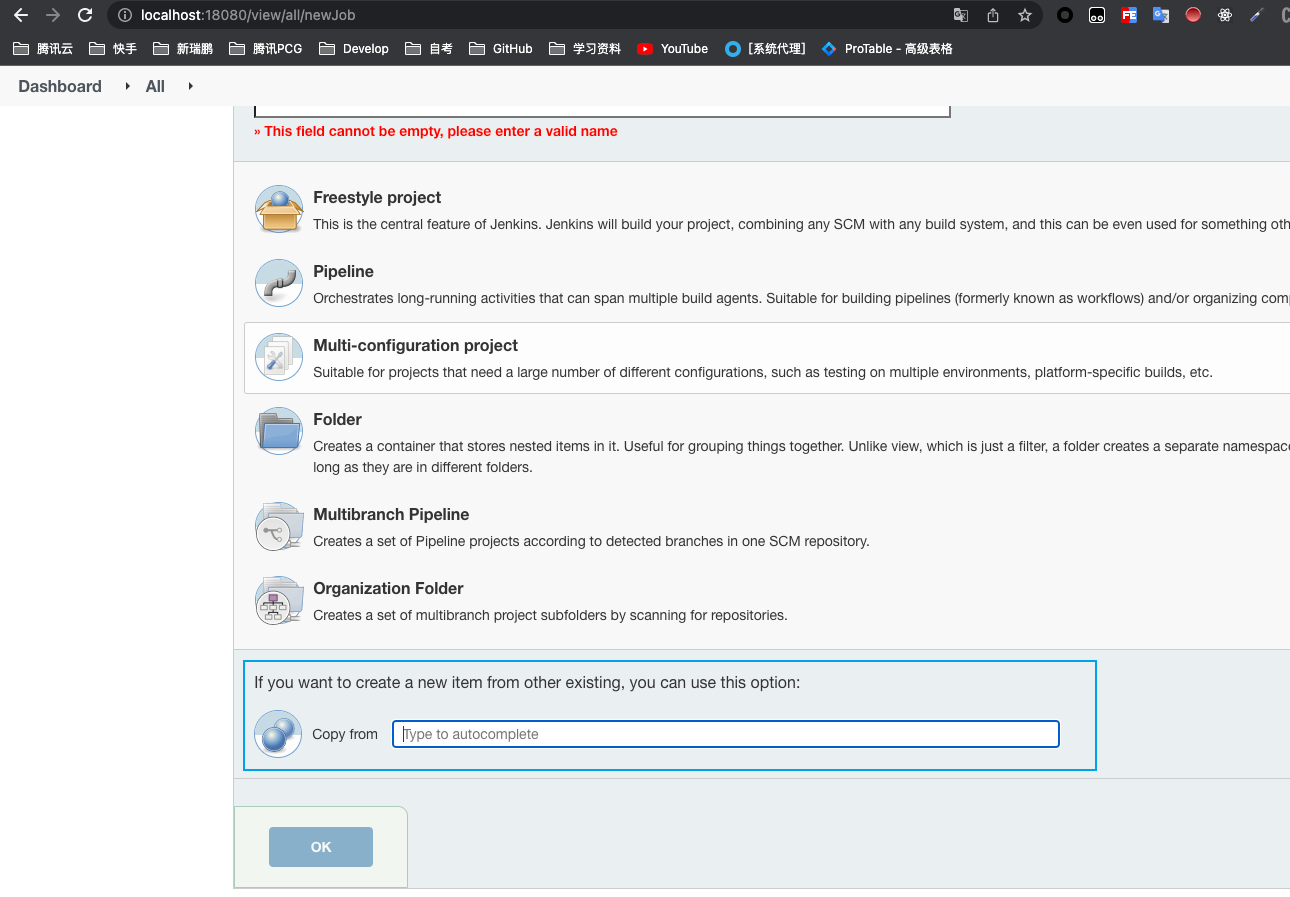 localhost:18080/view/all/newJob
腾讯云 快手 新瑞鹏 腾讯PCG Develop 自考 GitHub 学习资料 YouTube [系统代理] ProTable - 高级表格
Dashboard All
» This field cannot be empty, please enter a valid name
Freestyle project
This is the central feature of Jenkins. Jenkins will build your project, combining any SCM with any build system, and this can be even used for something oth
Pipeline
Orchestrates long-running activities that can span multiple build agents. Suitable for building pipelines (formerly known as workflows) and/or organizing com
Multi-configuration project
Suitable for projects that need a large number of different configurations, such as testing on multiple environments, platform-specific builds, etc.
Folder
Creates a container that stores nested items in it. Useful for grouping things together. Unlike view, which is just a filter, a folder creates a separate namespace
long as they are in different folders.
Multibranch Pipeline
Creates a set of Pipeline projects according to detected branches in one SCM repository.
Organization Folder
Creates a set of multibranch project subfolders by scanning for repositories.
If you want to create a new item from other existing, you can use this option:
Copy from Type to autocomplete
OK